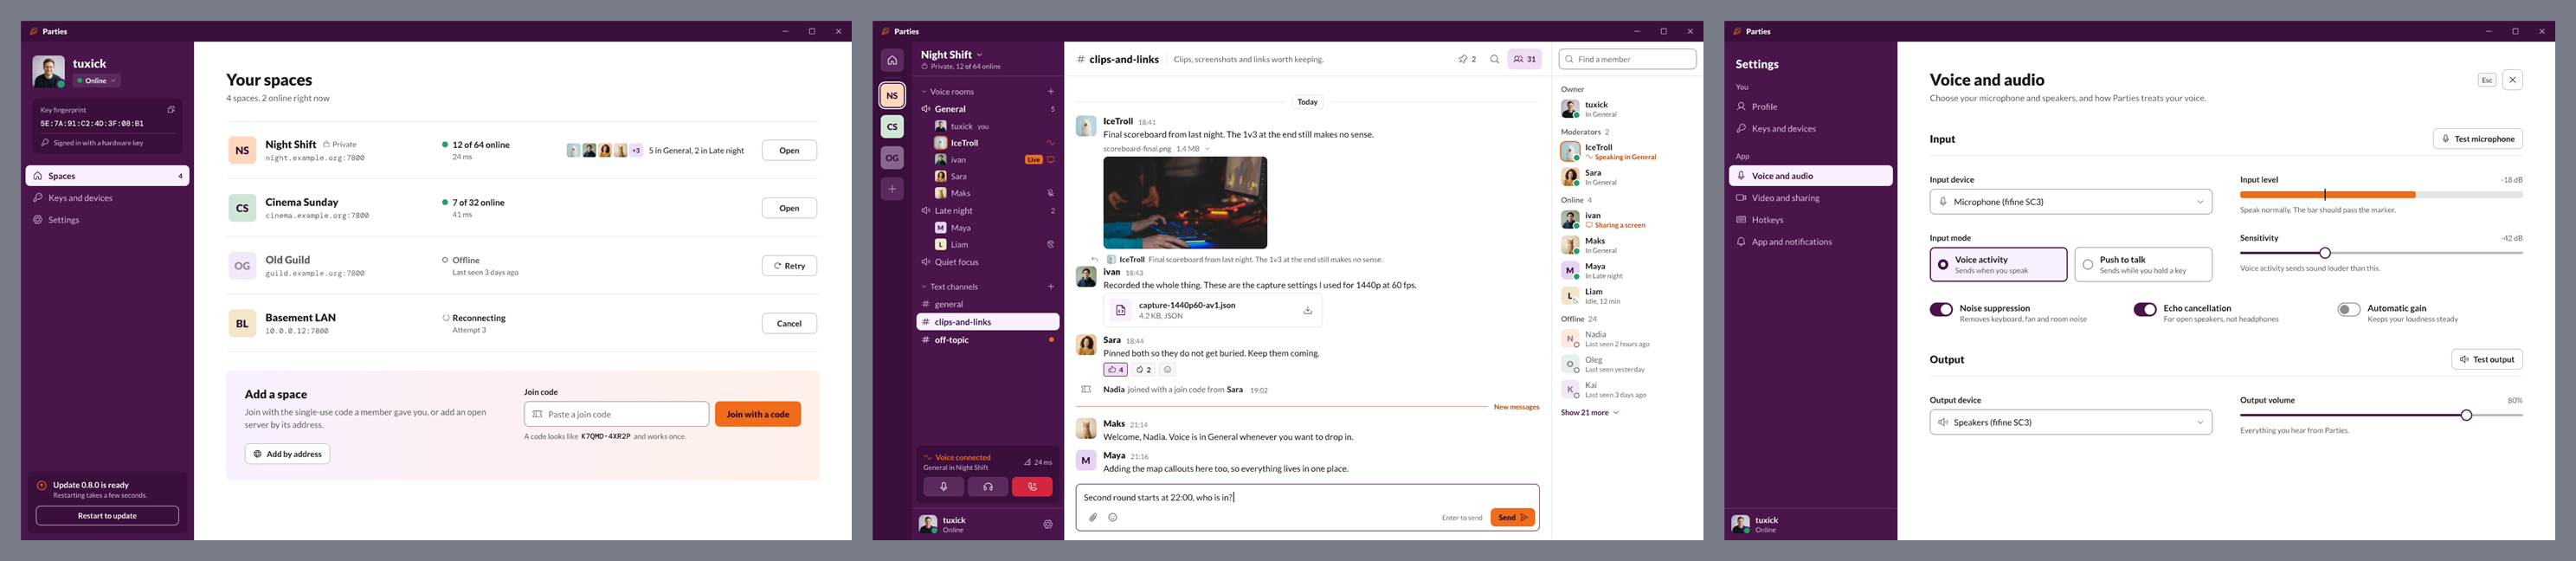 Parties
tuxick
Online
Key fingerprint
5E:7A:91:C2:4D:3F:08:B1
Signed in with a hardware key
Spaces 4
Keys and devices
Settings
Update 0.8.0 is ready
Restarting takes a few seconds.
Restart to update
Your spaces
4 spaces, 2 online right now
NS Night Shift Private
night.example.org:7800
12 of 64 online
24 ms
+3 5 in General, 2 in Late night
Open
CS Cinema Sunday
cinema.example.org:7800
7 of 32 online
41 ms
Open
OG Old Guild
guild.example.org:7800
Offline
Last seen 3 days ago
Retry
BL Basement LAN
10.0.0.12:7800
Reconnecting
Attempt 3
Cancel
Add a space
Join with the single-use code a member gave you, or add an open
server by its address.
Add by address
Join code
Paste a join code
Join with a code
A code looks like K7QMD-4XR2P and works once.
Parties
NS
CS
OG
Night Shift
Private, 12 of 64 online
Voice rooms
General 5
tuxick you
IceTroll
ivan Live
Sara
Maks
Late night 2
M Maya
L Liam
Quiet focus
Text channels
# general
# clips-and-links
# off-topic
Voice connected
General in Night Shift
24 ms
tuxick
Online
# clips-and-links Clips, screenshots and links worth keeping.
2
31
Today
IceTroll 18:41
Final scoreboard from last night. The 1v3 at the end still makes no sense.
scoreboard-final.png 1.4 MB
IceTroll Final scoreboard from last night. The 1v3 at the end still makes no sense.
ivan 18:43
Recorded the whole thing. These are the capture settings I used for 1440p at 60 fps.
capture-1440p60-av1.json
4.2 KB, JSON
Sara 18:44
Pinned both so they do not get buried. Keep them coming.
4 2
Nadia joined with a join code from Sara 19:02
New messages
Maks 21:14
Welcome, Nadia. Voice is in General whenever you want to drop in.
M Maya 21:16
Adding the map callouts here too, so everything lives in one place.
Second round starts at 22:00, who is in?
Enter to send
Send
Find a member
Owner
tuxick
In General
Moderators 2
IceTroll
Speaking in General
Sara
In General
Online 4
ivan
Sharing a screen
Maks
In General
M Maya
In Late night
L Liam
Idle, 12 min
Offline 24
N Nadia
Last seen 2 hours ago
O Oleg
Last seen yesterday
K Kai
Last seen 3 days ago
Show 21 more
Parties
Settings
You
Profile
Keys and devices
App
Voice and audio
Video and sharing
Hotkeys
App and notifications
tuxick
Online
Voice and audio
Choose your microphone and speakers, and how Parties treats your voice.
Esc
Input
Test microphone
Input device
Microphone (fifine SC3)
Input level -18 dB
Speak normally. The bar should pass the marker.
Input mode
Voice activity
Sends when you speak
Push to talk
Sends while you hold a key
Sensitivity -42 dB
Voice activity sends sound louder than this.
Noise suppression
Removes keyboard, fan and room noise
Echo cancellation
For open speakers, not headphones
Automatic gain
Keeps your loudness steady
Output
Test output
Output device
Speakers (fifine SC3)
Output volume 80%
Everything you hear from Parties.